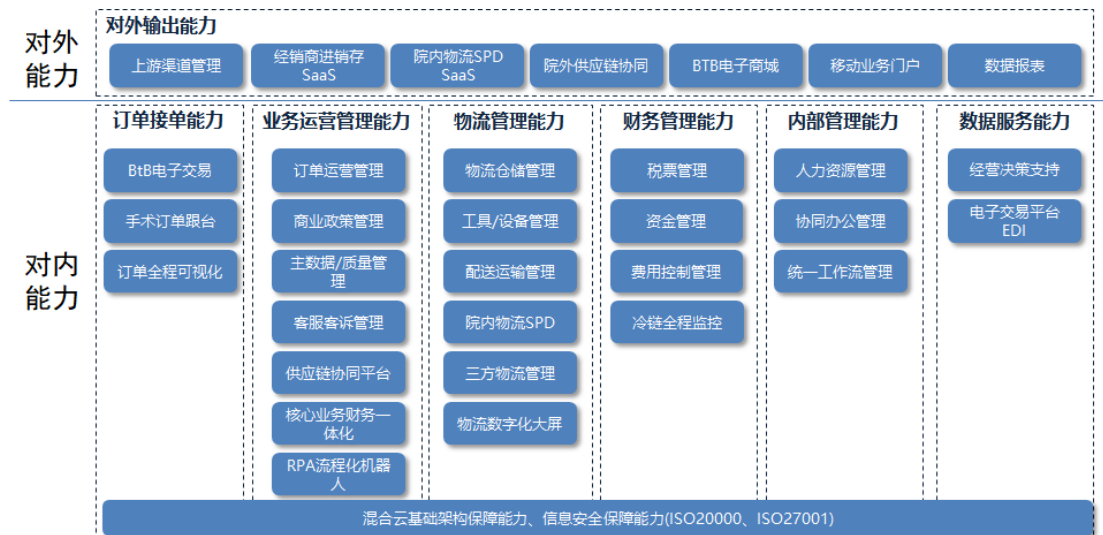 对外
能力
对外输出能力
上游渠道管理
经销商进销存
SaaS
院内物流SPD
SaaS
院外供应链协同
BTB电子商城
移动业务门户
数据报表
对内
能力
订单接单能力
BtB电子交易
手术订单跟台
订单全程可视化
业务运营管理能力
订单运营管理
商业政策管理
主数据/质量管
理
客服客诉管理
供应链协同平台
核心业务财务一
体化
RPA流程化机器
人
物流管理能力
物流仓储管理
工具/设备管理
配送运输管理
院内物流SPD
三方物流管理
物流数字化大屏
财务管理能力
税票管理
资金管理
费用控制管理
冷链全程监控
内部管理能力
人力资源管理
协同办公管理
统一工作流管理
数据服务能力
经营决策支持
电子交易平台
EDI
混合云基础架构保障能力、信息安全保障能力(ISO20000、ISO27001)